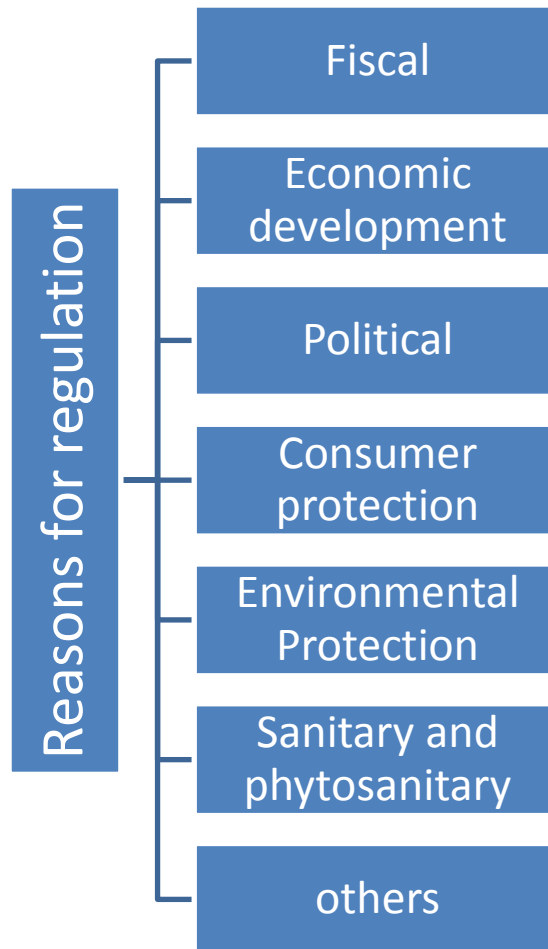 Reasons for regulation
Fiscal
Economic
development
Political
Consumer
protection
Environmental
Protection
Sanitary and
phytosanitary
others